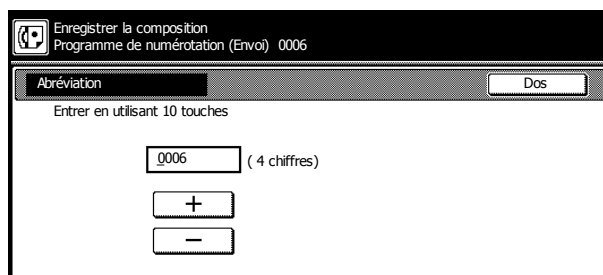 Enregistrer la composition
Programme de numérotation (Envoi) 0006
Abréviation Dos
Entrer en utilisant 10 touches
0006 ( 4 chiffres)
+
−